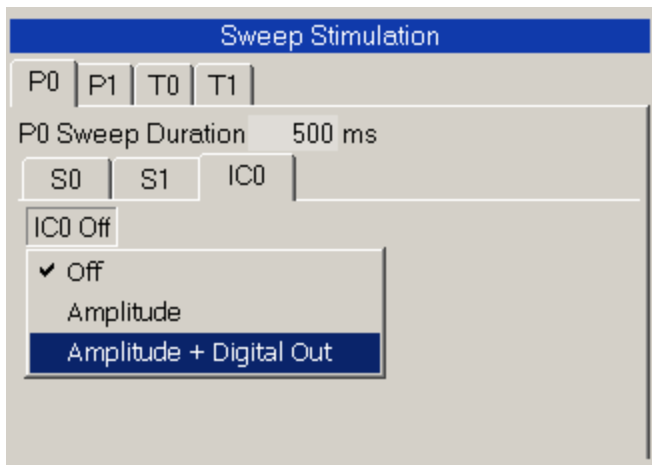 Sweep Stimulation
P0 P1 T0 T1
P0 Sweep Duration 500 ms
S0 S1 IC0
IC0 Off
Off
Amplitude
Amplitude + Digital Out